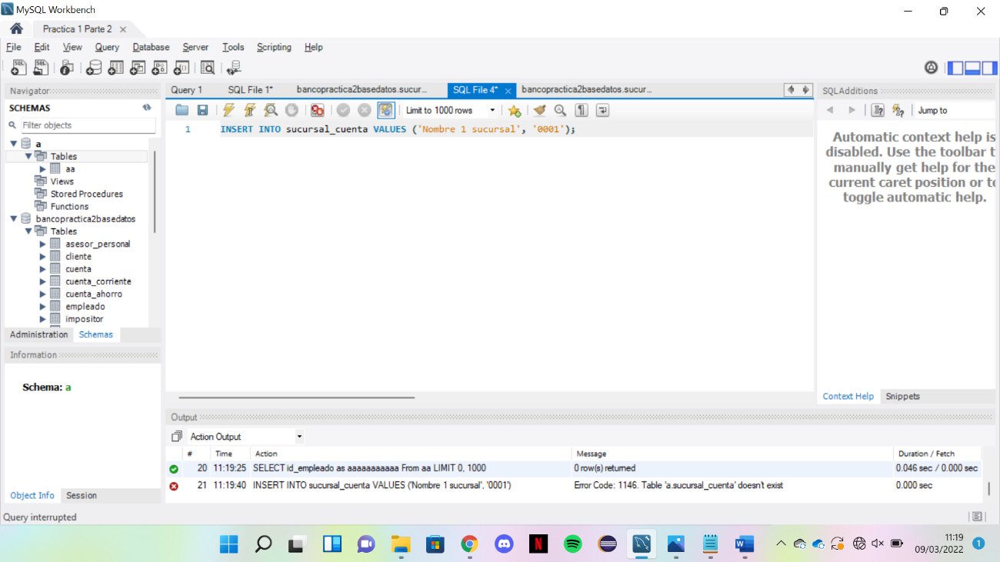 MySQL Workbench
Practica 1 Parte 2
File Edit View Query Database Server Tools Scripting Help
Navigator
SCHEMAS
Filter objects
a
Tables
aa
Views
Stored Procedures
Functions
bancopractica2basedatos
Tables
asesor_personal
cliente
cuenta
cuenta_corriente
cuenta_ahorro
empleado
impositor
Administration Schemas
Information
Schema: a
Object Info Session
Query 1 SQL File 1* bancopractica2basedatos.sucur... SQL File 4* bancopractica2basedatos.sucur...
Limit to 1000 rows
1 INSERT INTO sucursal_cuenta VALUES ('Nombre 1 sucursal', '0001');
SQLAdditions
Jump to
Automatic context help is
disabled. Use the toolbar t
manually get help for the
current caret position or to
toggle automatic help.
Context Help Snippets
Output
Action Output
# Time Action Message Duration / Fetch
20 11:19:25 SELECT id_empleado as aaaaaaaaaaa From aa LIMIT 0, 1000 0 row(s) returned 0.046 sec / 0.000 sec
21 11:19:40 INSERT INTO sucursal_cuenta VALUES ('Nombre 1 sucursal', '0001') Error Code: 1146. Table 'a.sucursal_cuenta' doesn't exist 0.000 sec
Query interrupted
11:19
09/03/2022
1